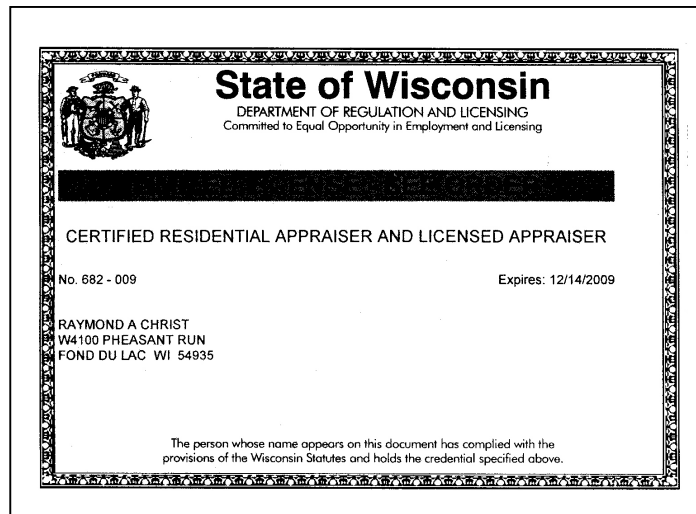 State of Wisconsin
DEPARTMENT OF REGULATION AND LICENSING
Committed to Equal Opportunity in Employment and Licensing
CERTIFIED RESIDENTIAL APPRAISER AND LICENSED APPRAISER
No. 682 - 009
Expires: 12/14/2009
RAYMOND A CHRIST
W4100 PHEASANT RUN
FOND DU LAC WI 54935
The person whose name appears on this document has complied with the
provisions of the Wisconsin Statutes and holds the credential specified above.